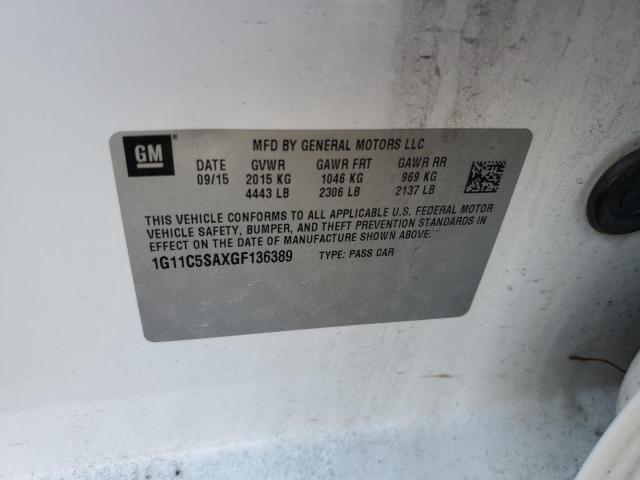 GM
MFD BY GENERAL MOTORS LLC
DATE GVWR GAWR FRT GAWR RR
09/15 2015 KG 1046 KG 969 KG
4443 LB 2306 LB 2137 LB
THIS VEHICLE CONFORMS TO ALL APPLICABLE U.S. FEDERAL MOTOR
VEHICLE SAFETY, BUMPER, AND THEFT PREVENTION STANDARDS IN
EFFECT ON THE DATE OF MANUFACTURE SHOWN ABOVE.
1G11C5SAXGF136389 TYPE: PASS CAR